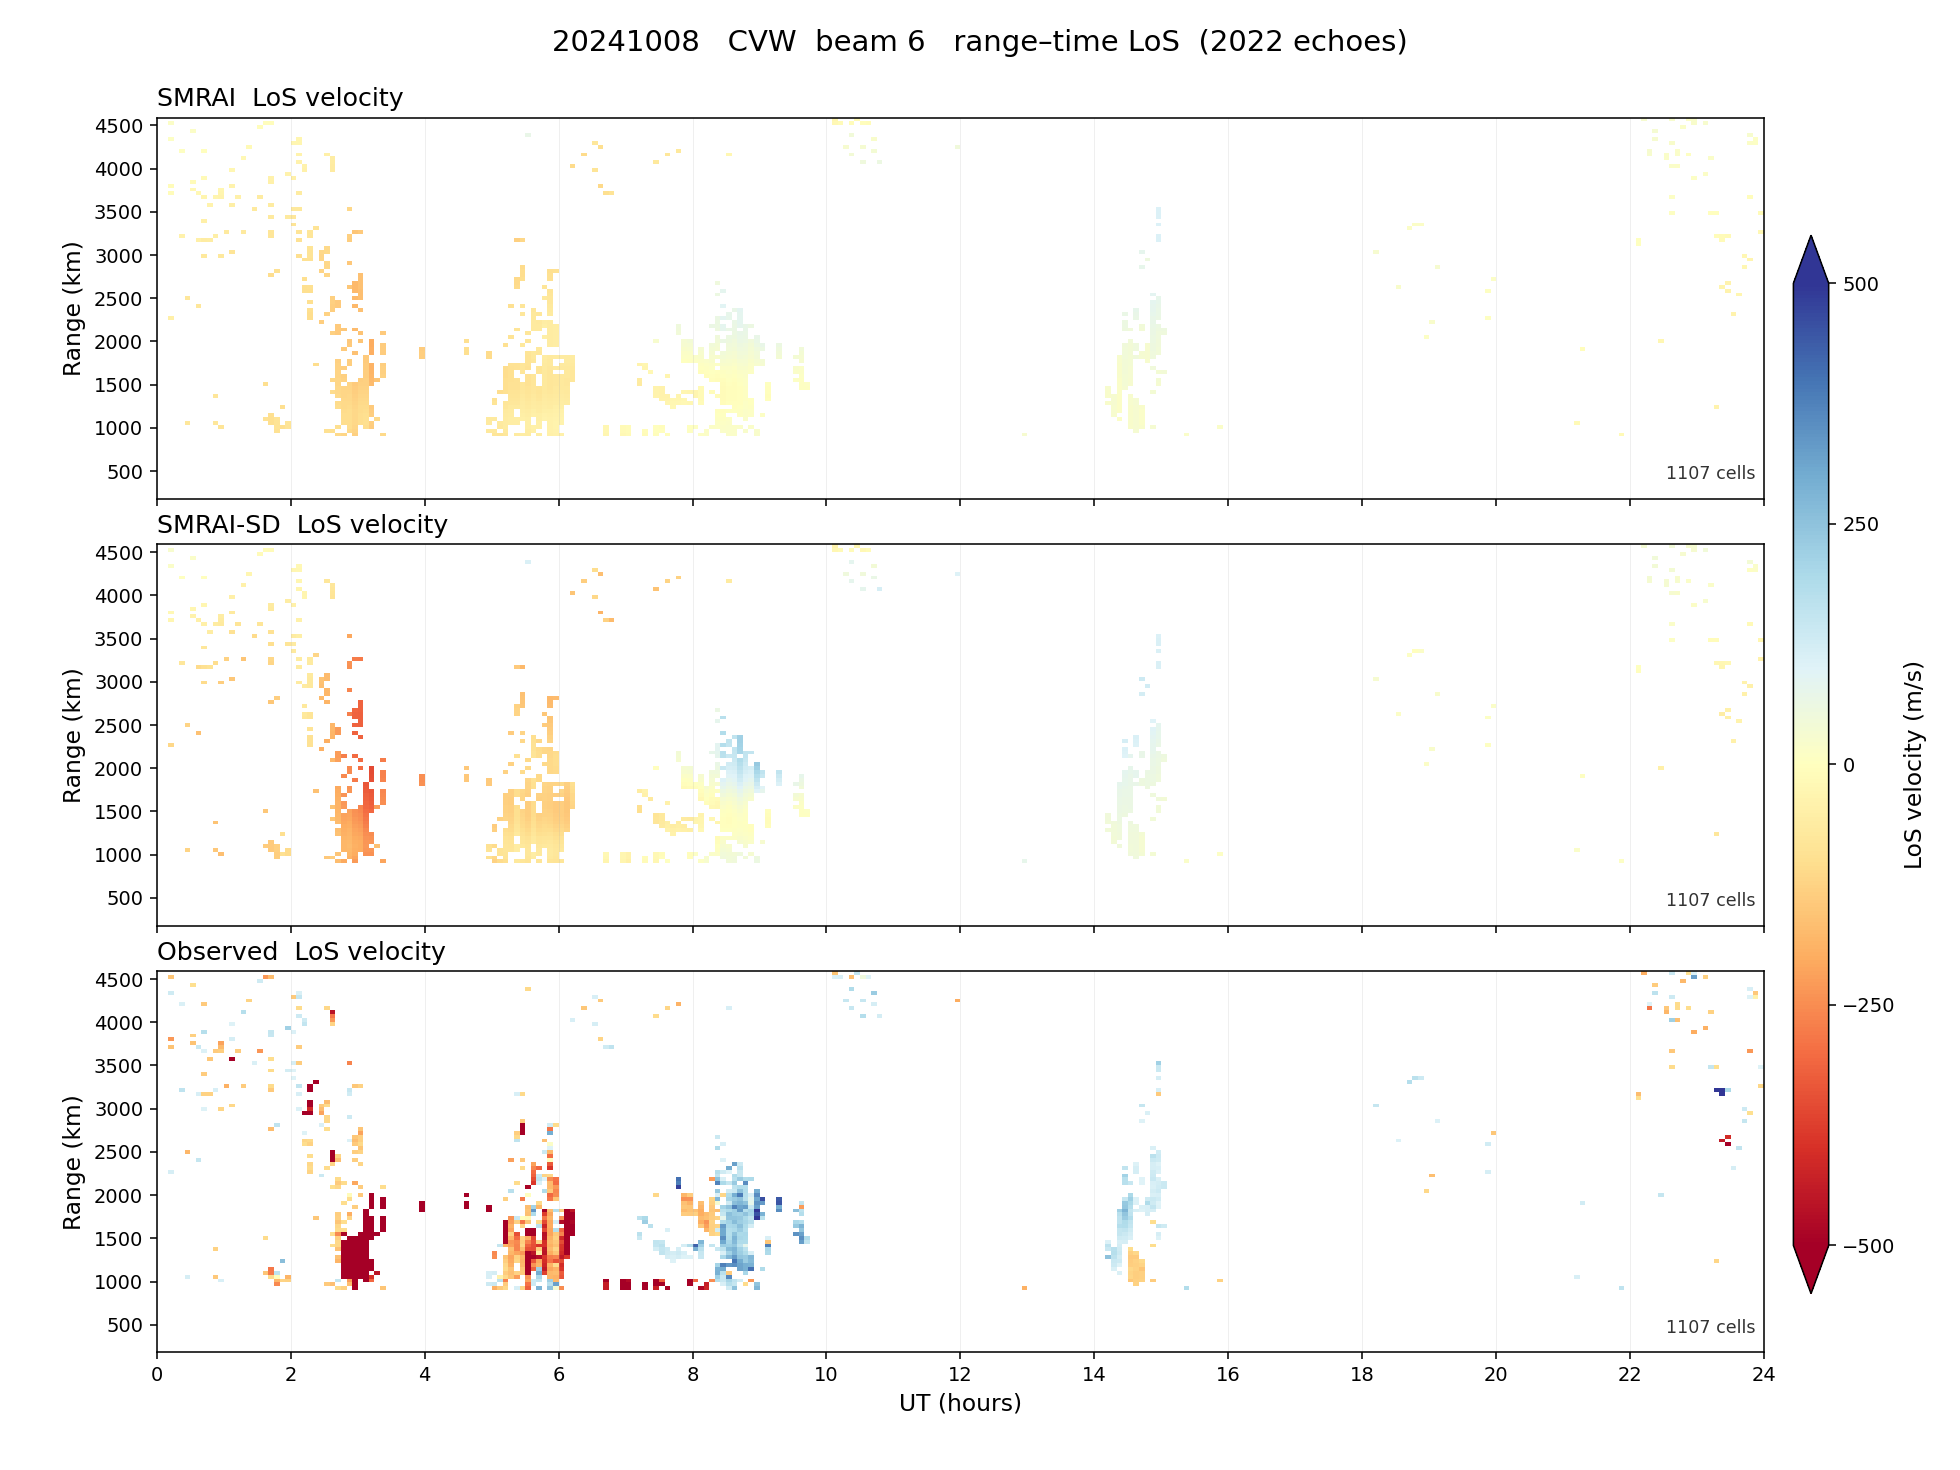 20241008   CVW  beam 6   range–time LoS  (2022 echoes)
SMRAI  LoS velocity
4500
4000
3500
3000
2500
2000
1500
1000
500
Range (km)
1107 cells
SMRAI-SD  LoS velocity
4500
4000
3500
3000
2500
2000
1500
1000
500
Range (km)
1107 cells
Observed  LoS velocity
4500
4000
3500
3000
2500
2000
1500
1000
500
Range (km)
1107 cells
0 2 4 6 8 10 12 14 16 18 20 22 24
UT (hours)
500
250
0
−250
−500
LoS velocity (m/s)